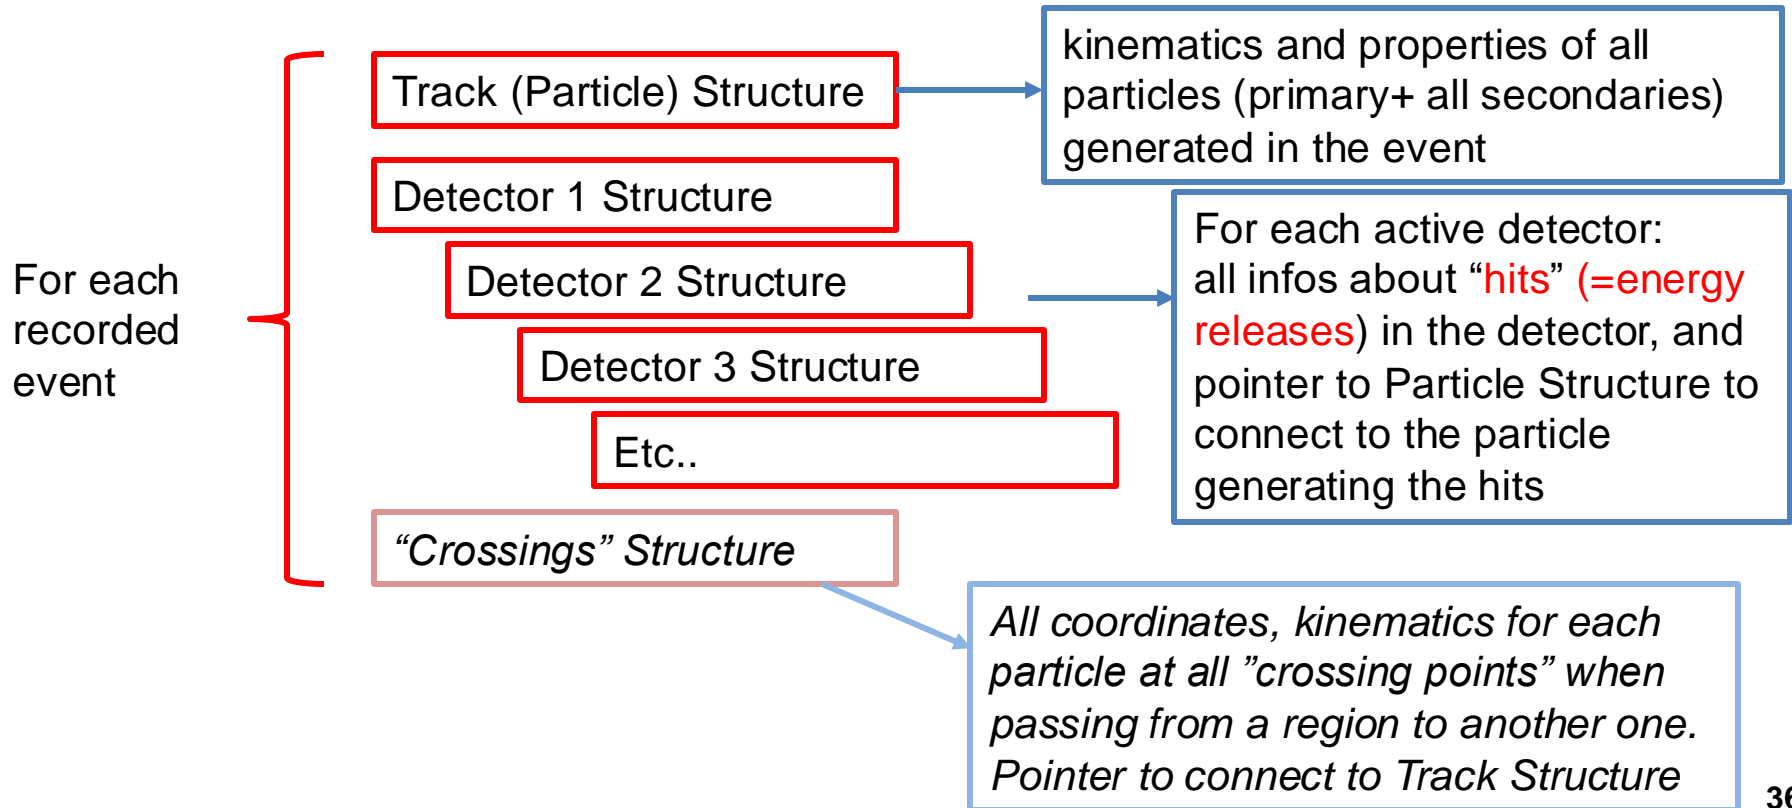 For each
recorded
event
Track (Particle) Structure
kinematics and properties of all
particles (primary+ all secondaries)
generated in the event
Detector 1 Structure
Detector 2 Structure
Detector 3 Structure
Etc..
For each active detector:
all infos about “hits” (=energy
releases) in the detector, and
pointer to Particle Structure to
connect to the particle
generating the hits
“Crossings” Structure
All coordinates, kinematics for each
particle at all ”crossing points” when
passing from a region to another one.
Pointer to connect to Track Structure